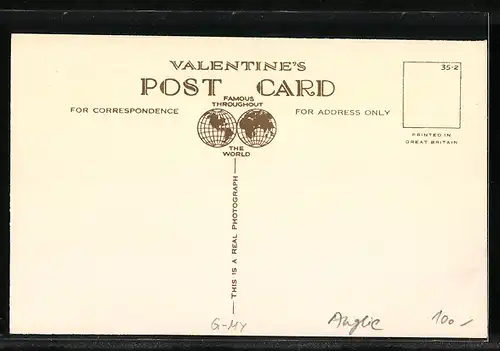 VALENTINE'S
POST CARD
FAMOUS
THROUGHOUT
THE
WORLD
FOR CORRESPONDENCE
FOR ADDRESS ONLY
35-2
PRINTED IN
GREAT BRITAIN
THIS IS A REAL PHOTOGRAPH
G-MY
Anglie
100,-